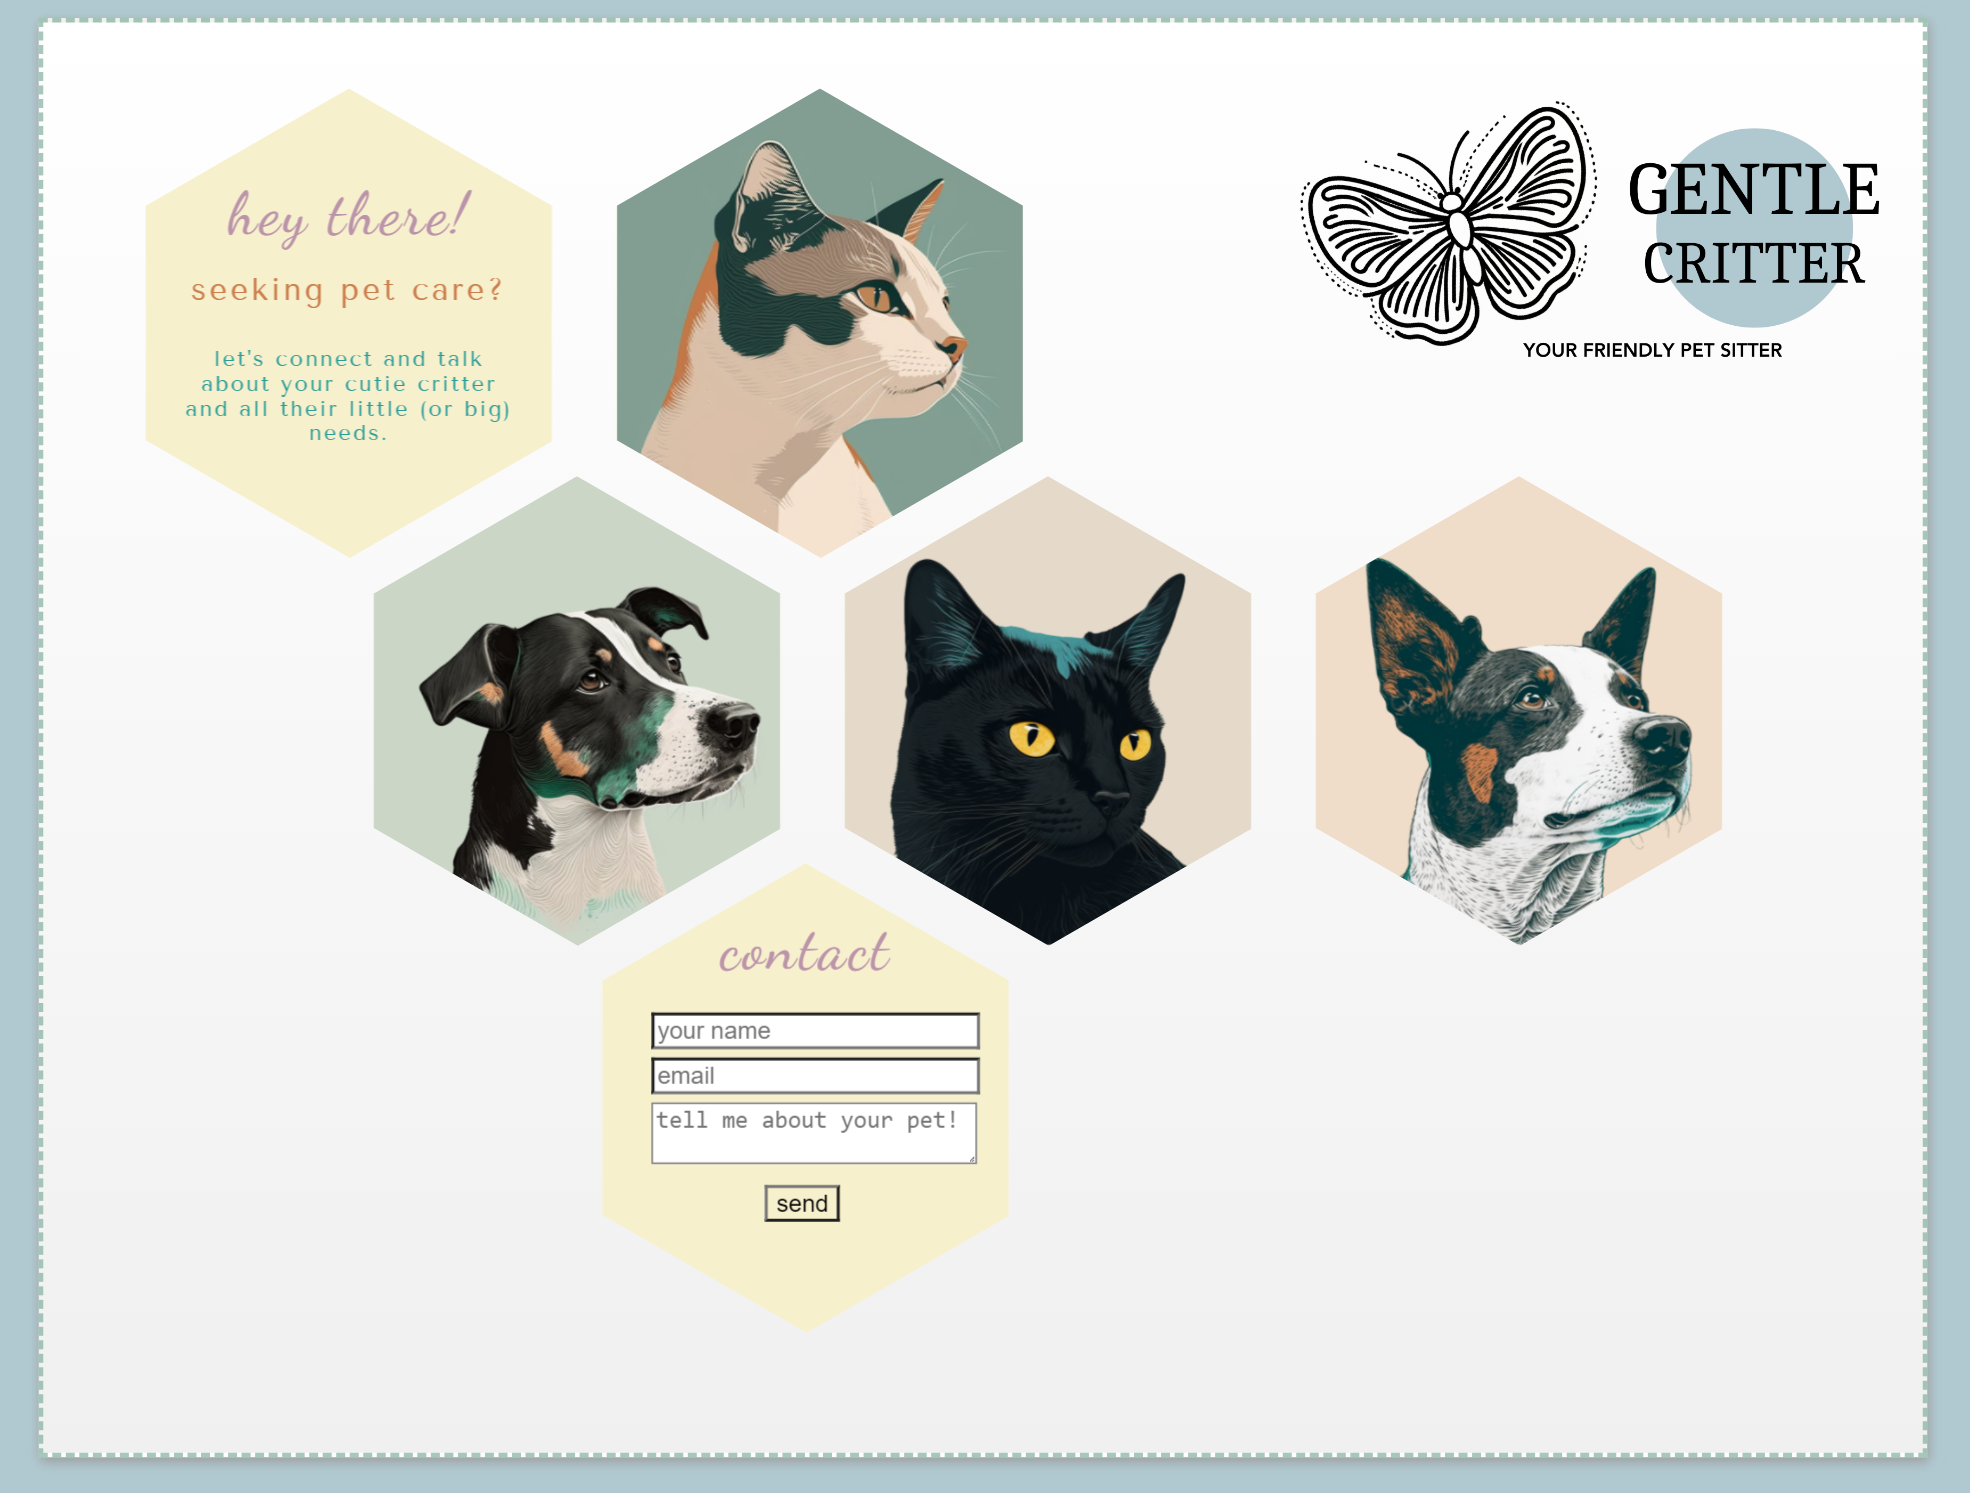 hey there!
seeking pet care?
let's connect and talk
about your cutie critter
and all their little (or big)
needs.
GENTLE
CRITTER
YOUR FRIENDLY PET SITTER
contact
your name
email
tell me about your pet!
send